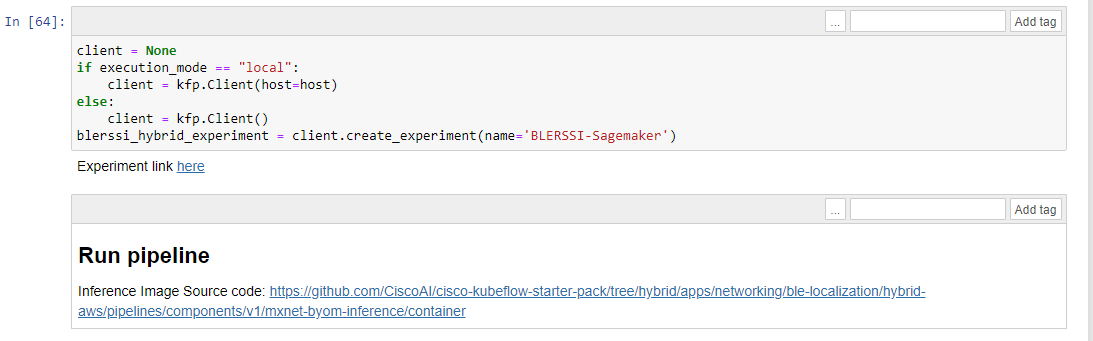 In [64]:
... Add tag
client = None
if execution_mode == "local":
    client = kfp.Client(host=host)
else:
    client = kfp.Client()
blerssi_hybrid_experiment = client.create_experiment(name='BLERSSI-Sagemaker')
Experiment link here
... Add tag
Run pipeline
Inference Image Source code: https://github.com/CiscoAI/cisco-kubeflow-starter-pack/tree/hybrid/apps/networking/ble-localization/hybrid-
aws/pipelines/components/v1/mxnet-byom-inference/container